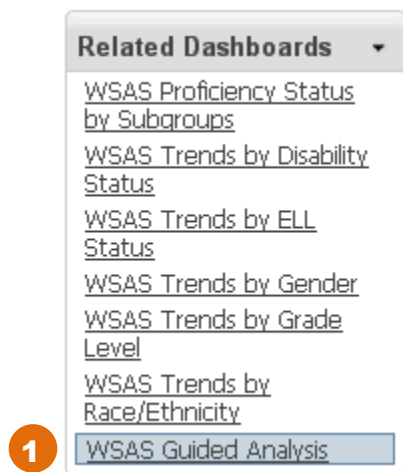 Related Dashboards
WSAS Proficiency Status
by Subgroups
WSAS Trends by Disability
Status
WSAS Trends by ELL
Status
WSAS Trends by Gender
WSAS Trends by Grade
Level
WSAS Trends by
Race/Ethnicity
1 WSAS Guided Analysis